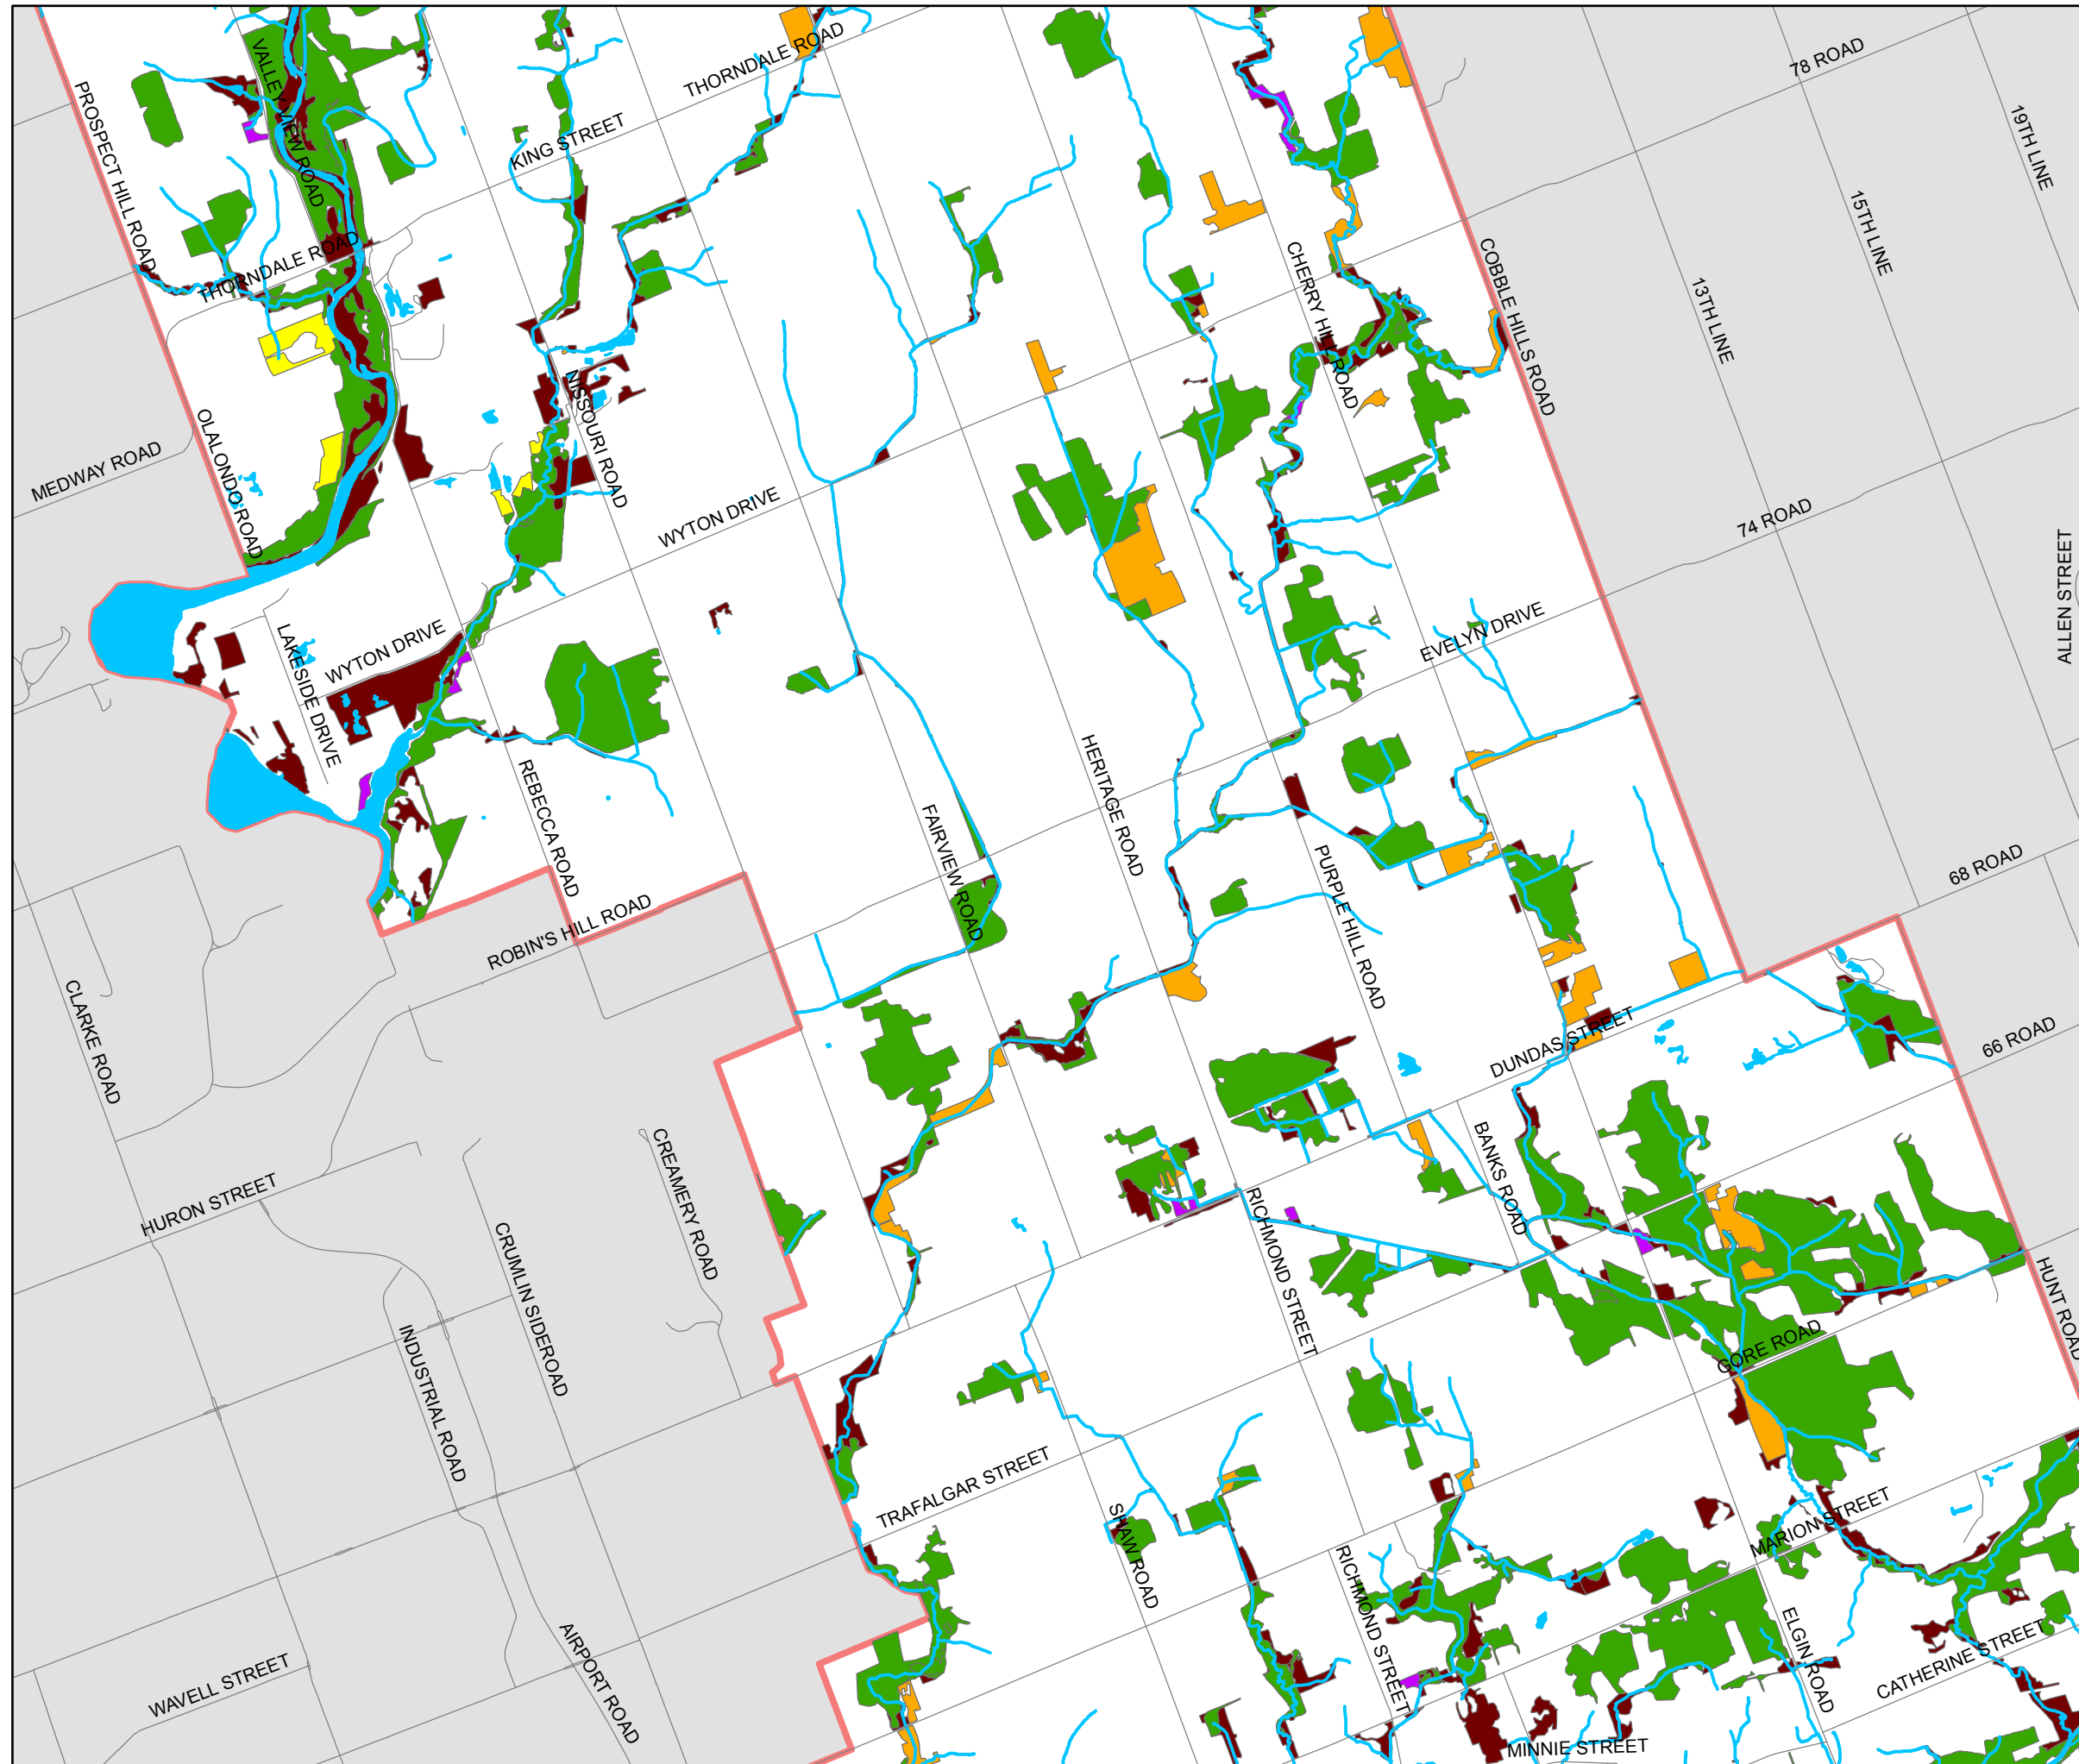 THORNDALE ROAD
78 ROAD
VALLEYVIEW ROAD
PROSPECT HILL ROAD
KING STREET
19TH LINE
15TH LINE
THORNDALE ROAD
CHERRY HILL ROAD
COBBLE HILLS ROAD
13TH LINE
NISSOURI ROAD
OLALONDO ROAD
MEDWAY ROAD
WYTON DRIVE
74 ROAD
ALLEN STREET
LAKESIDE DRIVE
WYTON DRIVE
EVELYN DRIVE
HERITAGE ROAD
REBECCA ROAD
FAIRVIEW ROAD
PURPLE HILL ROAD
68 ROAD
ROBIN'S HILL ROAD
CLARKE ROAD
DUNDAS STREET
66 ROAD
BANKS ROAD
CREAMERY ROAD
HURON STREET
RICHMOND STREET
CRUMLIN SIDEROAD
HUNT ROAD
INDUSTRIAL ROAD
GORE ROAD
TRAFALGAR STREET
SHAW ROAD
MARION STREET
RICHMOND STREET
ELGIN ROAD
CATHERINE STREET
AIRPORT ROAD
WAVELL STREET
MINNIE STREET